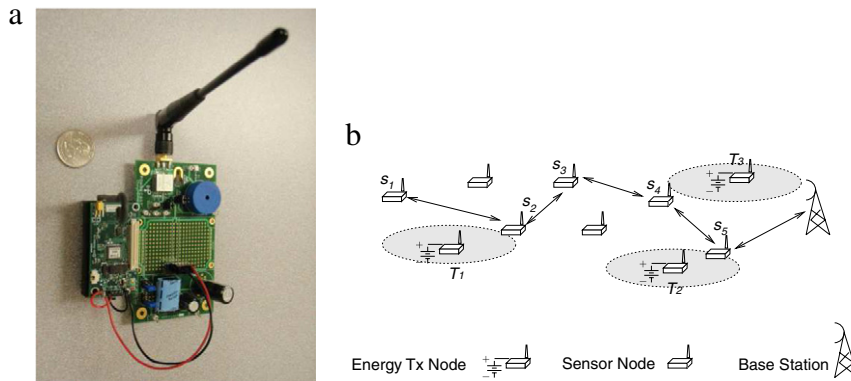 a
b
S1
S2
S3
S4
S5
T1
T2
T3
Energy Tx Node
Sensor Node
Base Station